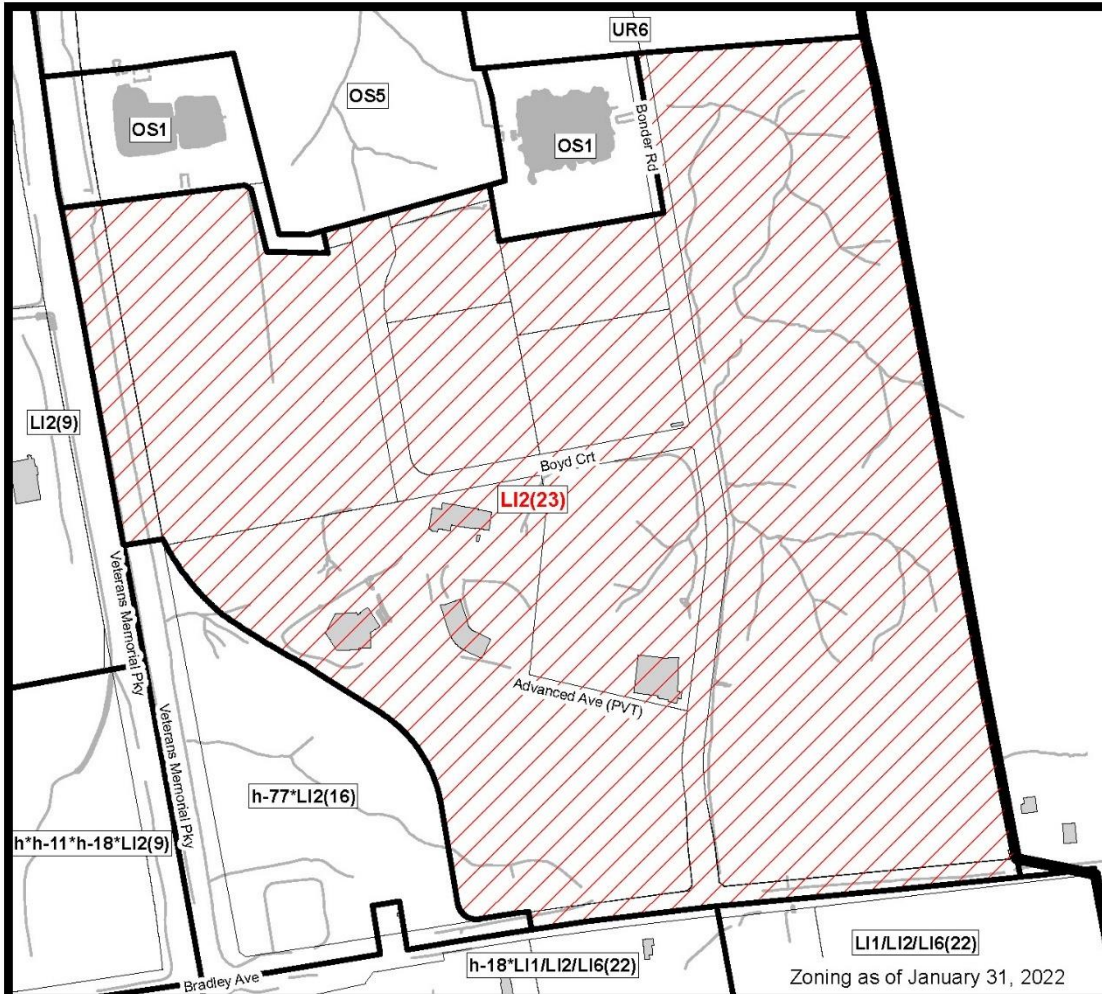 UR6
OS5
OS1
OS1
Bonder Rd
LI2(9)
Boyd Crt
LI2(23)
Veterans Memorial Pky
Veterans Memorial Pky
Advanced Ave (PVT)
h-77*LI2(16)
h*h-11*h-18*LI2(9)
h-18*LI1/LI2/LI6(22)
LI1/LI2/LI6(22)
Bradley Ave
Zoning as of January 31, 2022